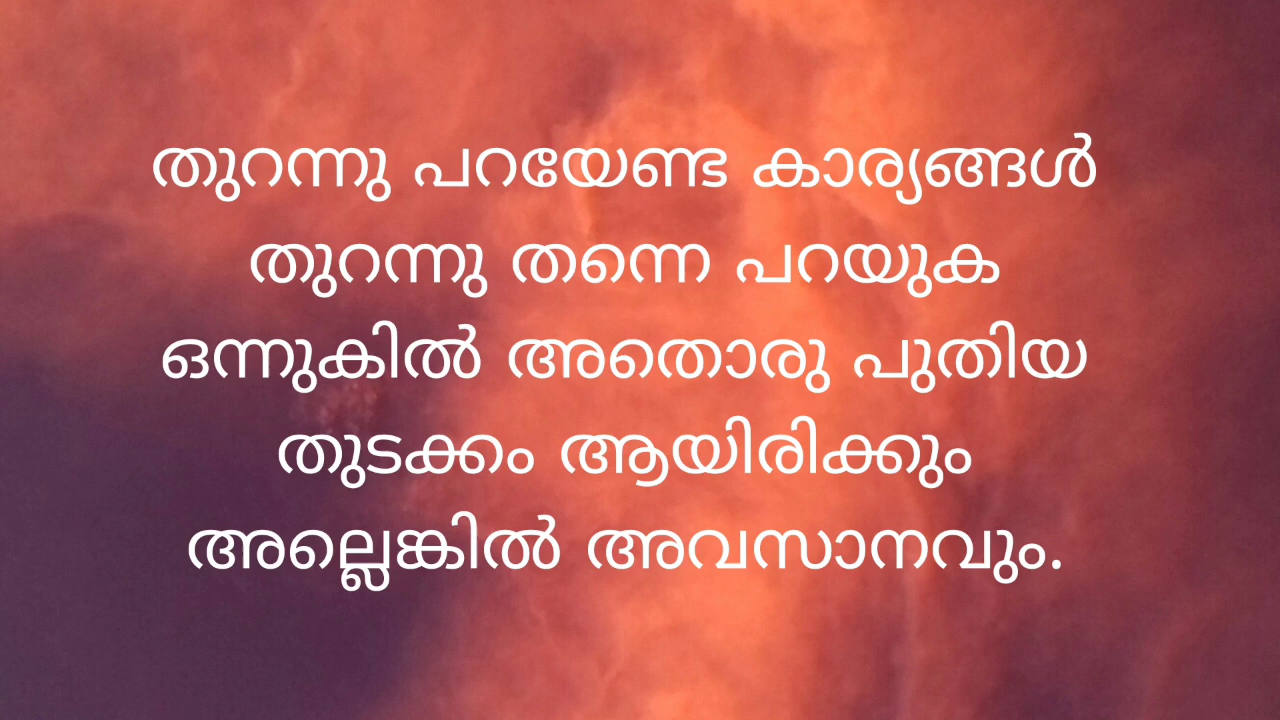 തുറന്നു പറയേണ്ട കാര്യങ്ങൾ
തുറന്നു തന്നെ പറയുക
ഒന്നുകിൽ അതൊരു പുതിയ
തുടക്കം ആയിരിക്കും
അല്ലെങ്കിൽ അവസാനവും.